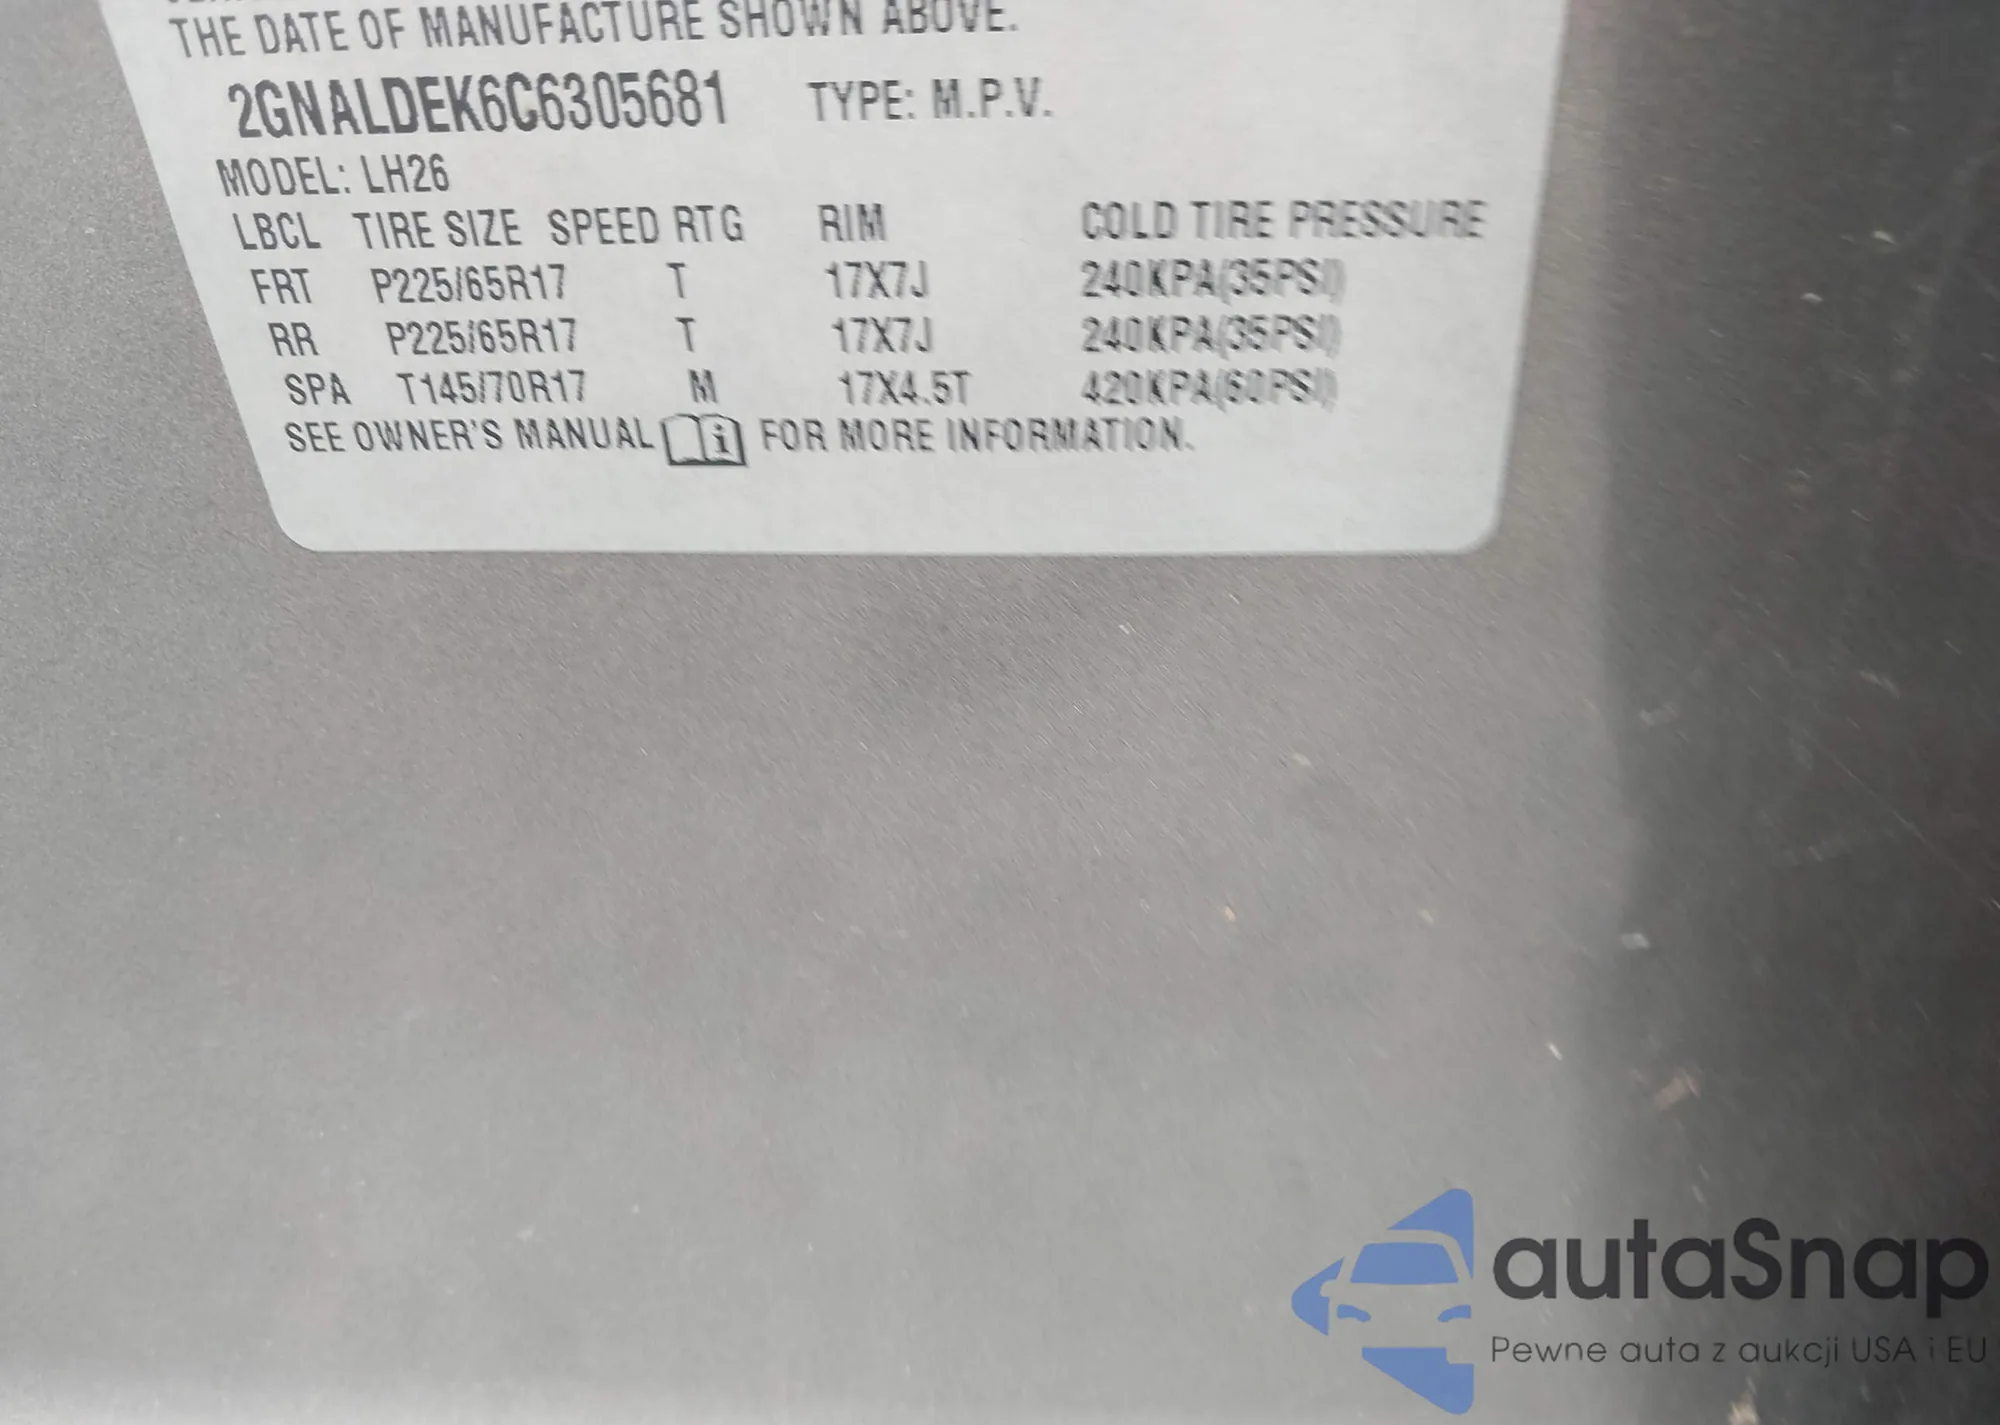 THE DATE OF MANUFACTURE SHOWN ABOVE.
2GNALDEK6C6305681 TYPE: M.P.V.
MODEL: LH26
LBCL TIRE SIZE SPEED RTG RIM COLD TIRE PRESSURE
FRT P225/65R17 T 17X7J 240KPA(35PSI)
RR P225/65R17 T 17X7J 240KPA(35PSI)
SPA T145/70R17 M 17X4.5T 420KPA(60PSI)
SEE OWNER'S MANUAL i FOR MORE INFORMATION.
autaSnap
Pewne auta z aukcji USA i EU